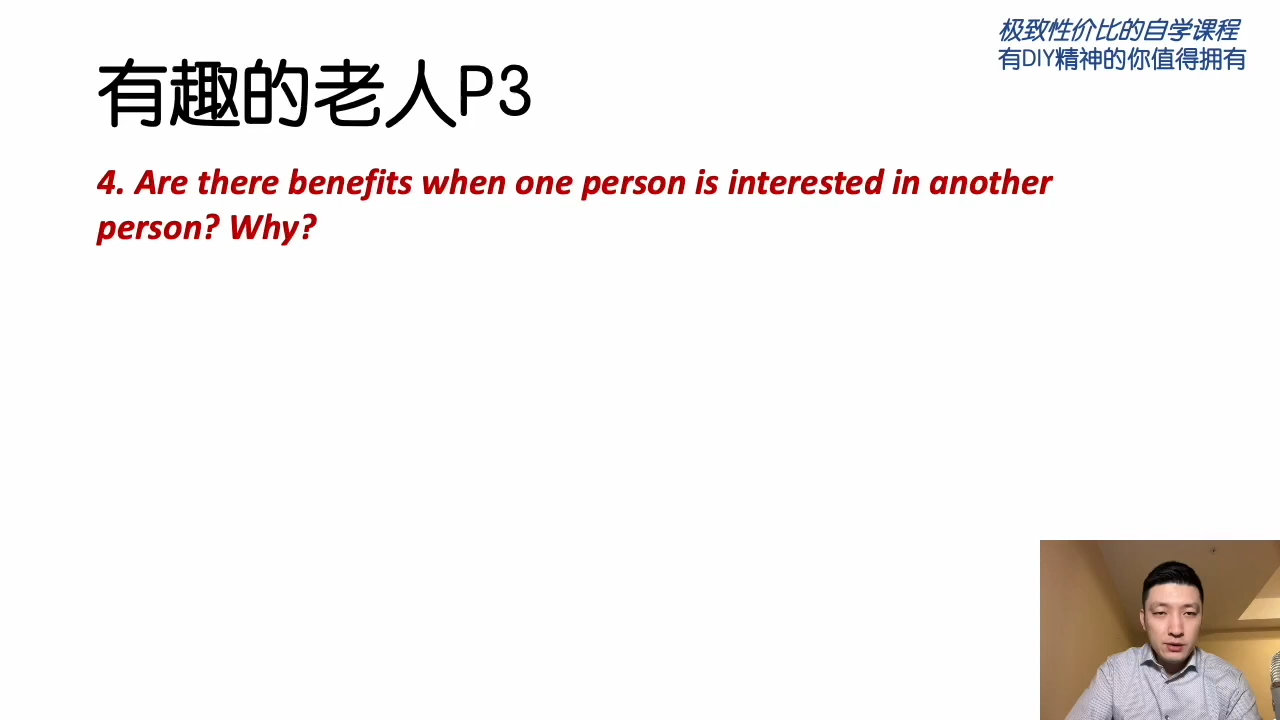 极致性价比的自学课程
有DIY精神的你值得拥有
有趣的老人P3
4. Are there benefits when one person is interested in another
person? Why?